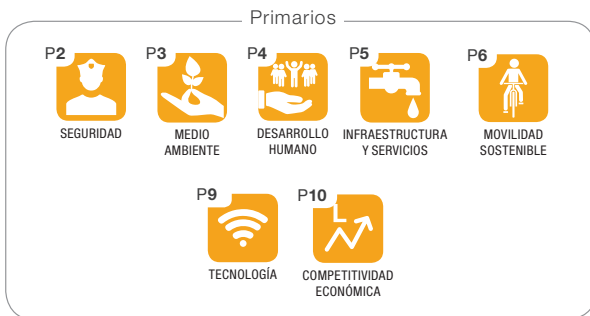 Primarios
P2 P3 P4 P5 P6
SEGURIDAD MEDIO DESARROLLO INFRAESTRUCTURA MOVILIDAD
AMBIENTE HUMANO Y SERVICIOS SOSTENIBLE
P9 P10
TECNOLOGÍA COMPETITIVIDAD
ECONÓMICA